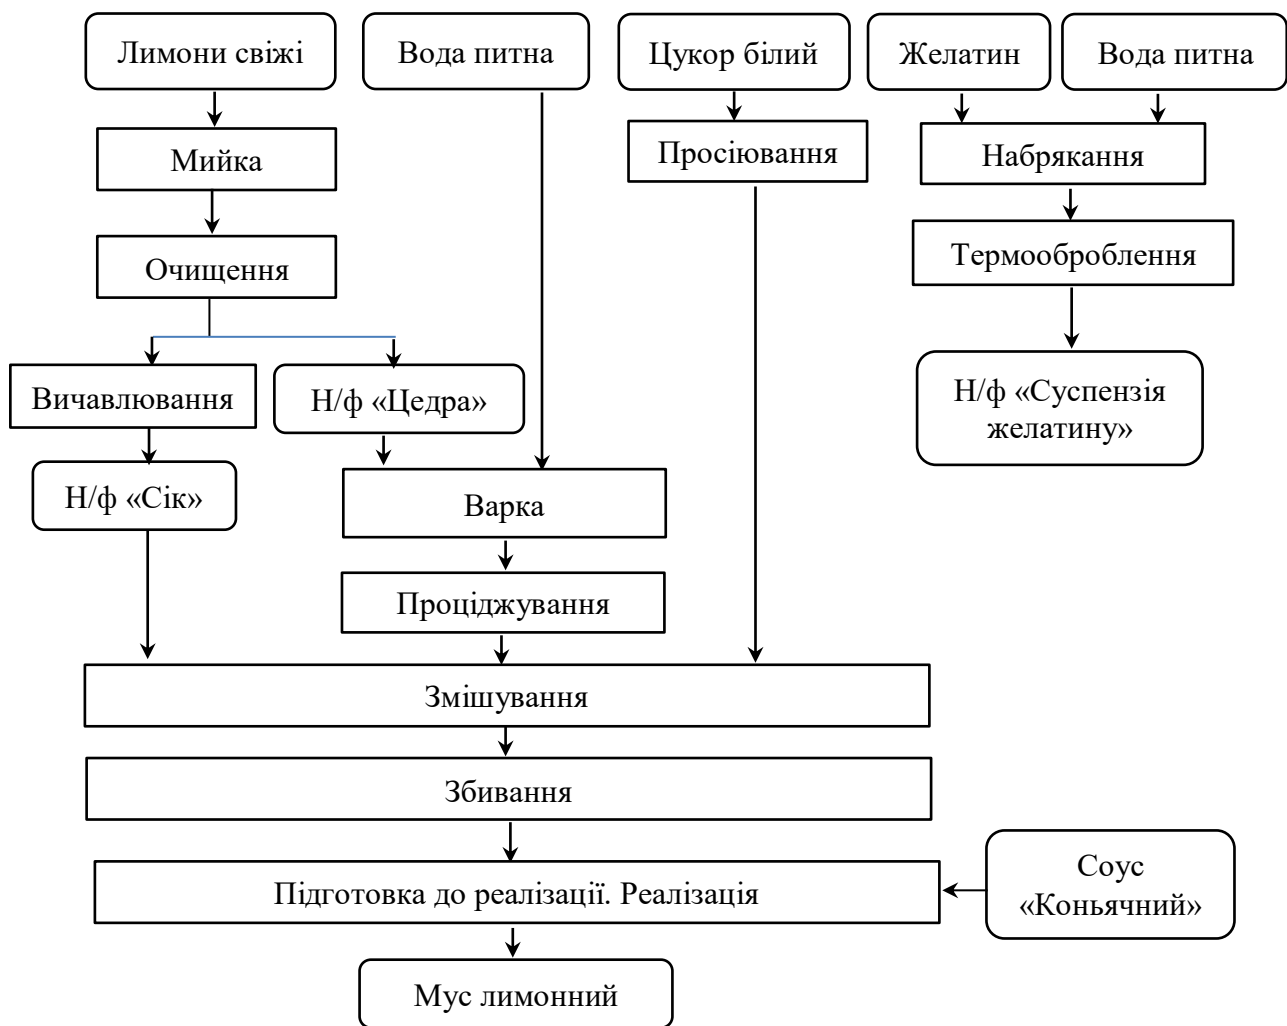 Лимони свіжі
Вода питна
Цукор білий
Желатин
Вода питна
Мийка
Просіювання
Набрякання
Очищення
Термооброблення
Вичавлювання
Н/ф «Цедра»
Н/ф «Суспензія
желатину»
Н/ф «Сік»
Варка
Проціджування
Змішування
Збивання
Підготовка до реалізації. Реалізація
Соус
«Коньячний»
Мус лимонний